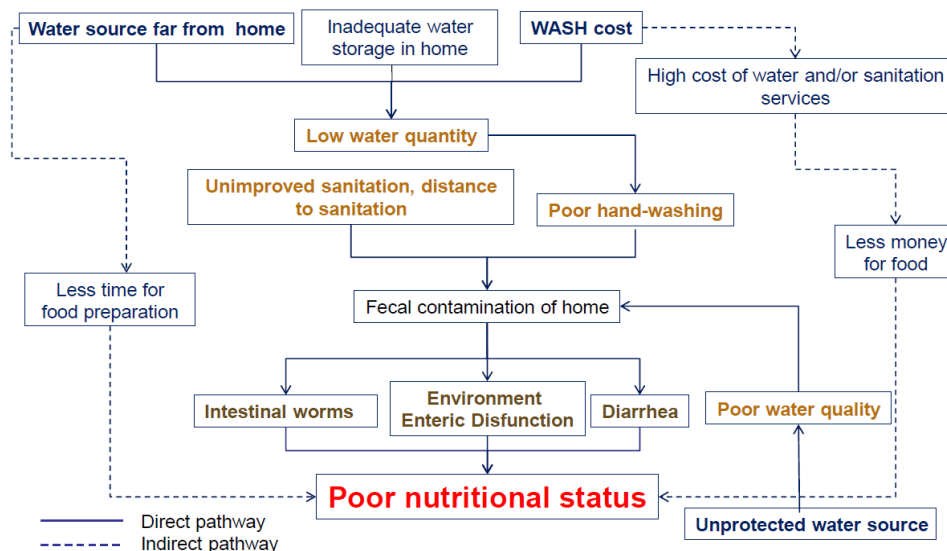 Water source far from home
Inadequate water
storage in home
WASH cost
High cost of water and/or sanitation
services
Low water quantity
Unimproved sanitation, distance
to sanitation
Poor hand-washing
Less money
for food
Less time for
food preparation
Fecal contamination of home
Intestinal worms
Environment
Enteric Disfunction
Diarrhea
Poor water quality
Poor nutritional status
Unprotected water source
Direct pathway
Indirect pathway